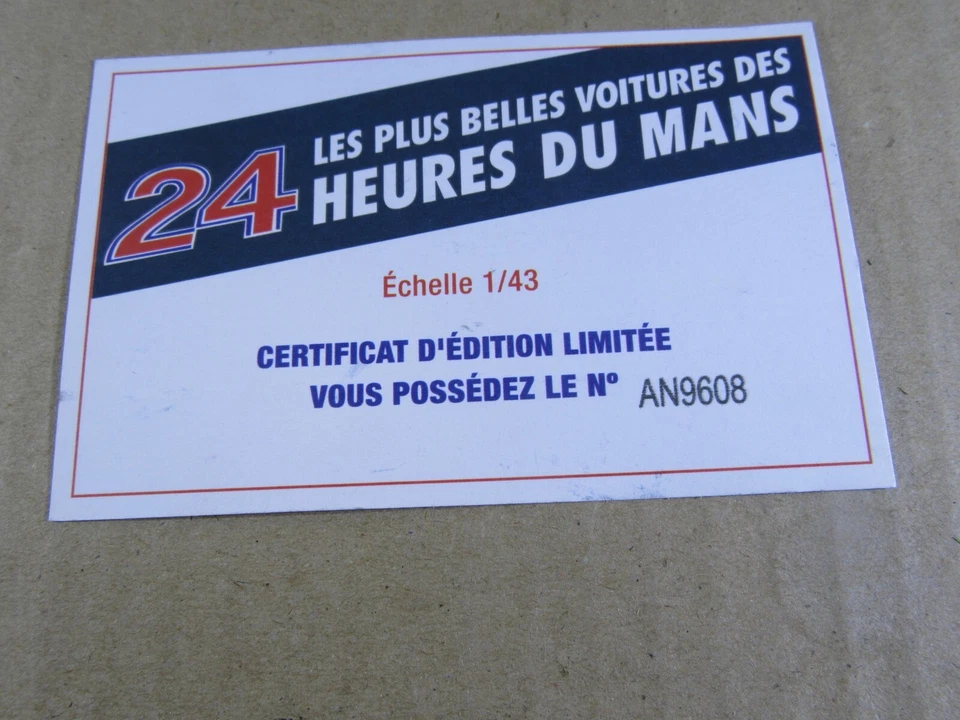 LES PLUS BELLES VOITURES DES
24 HEURES DU MANS
Échelle 1/43
CERTIFICAT D'ÉDITION LIMITÉE
VOUS POSSÉDEZ LE Nº AN9608